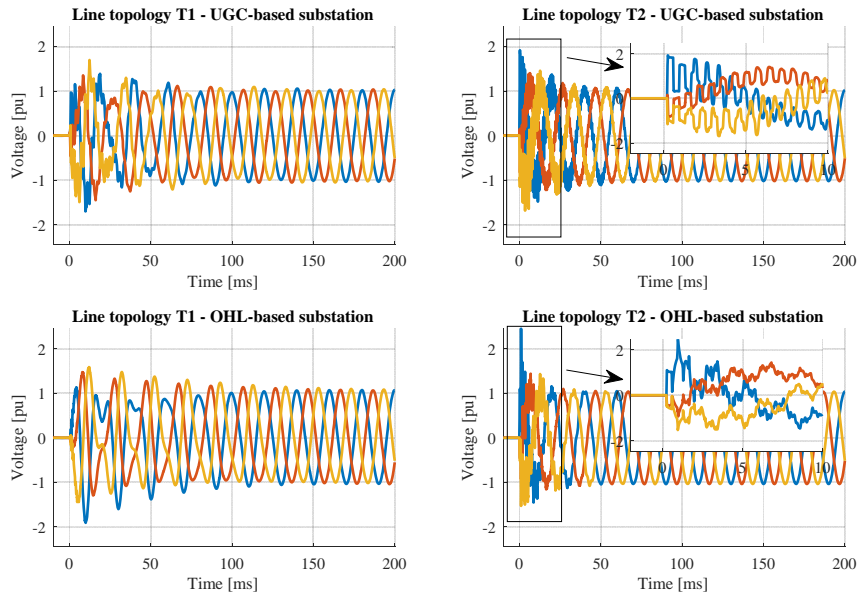 Line topology T1 - UGC-based substation
Voltage [pu]
2
1
0
-1
-2
0 50 100 150 200
Time [ms]
Line topology T2 - UGC-based substation
Voltage [pu]
2
1
0
-1
-2
0 50 100 150 200
Time [ms]
2
0
-2
0 5 10
Line topology T1 - OHL-based substation
Voltage [pu]
2
1
0
-1
-2
0 50 100 150 200
Time [ms]
Line topology T2 - OHL-based substation
Voltage [pu]
2
1
0
-1
-2
0 50 100 150 200
Time [ms]
2
0
-2
0 5 10